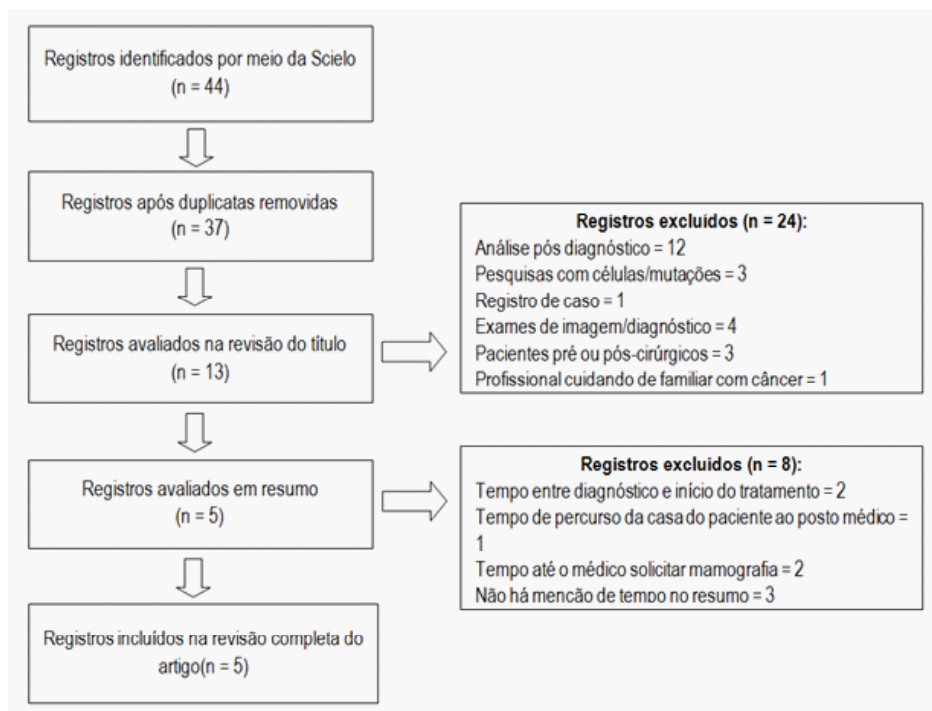 Registros identificados por meio da Scielo
(n = 44)
Registros após duplicatas removidas
(n = 37)
Registros excluídos (n = 24):
Análise pós diagnóstico = 12
Pesquisas com células/mutações = 3
Registro de caso = 1
Exames de imagem/diagnóstico = 4
Pacientes pré ou pós-cirúrgicos = 3
Profissional cuidando de familiar com câncer = 1
Registros avaliados na revisão do título
(n = 13)
Registros avaliados em resumo
(n = 5)
Registros excluídos (n = 8):
Tempo entre diagnóstico e início do tratamento = 2
Tempo de percurso da casa do paciente ao posto médico =
1
Tempo até o médico solicitar mamografia = 2
Não há menção de tempo no resumo = 3
Registros incluídos na revisão completa do
artigo(n = 5)